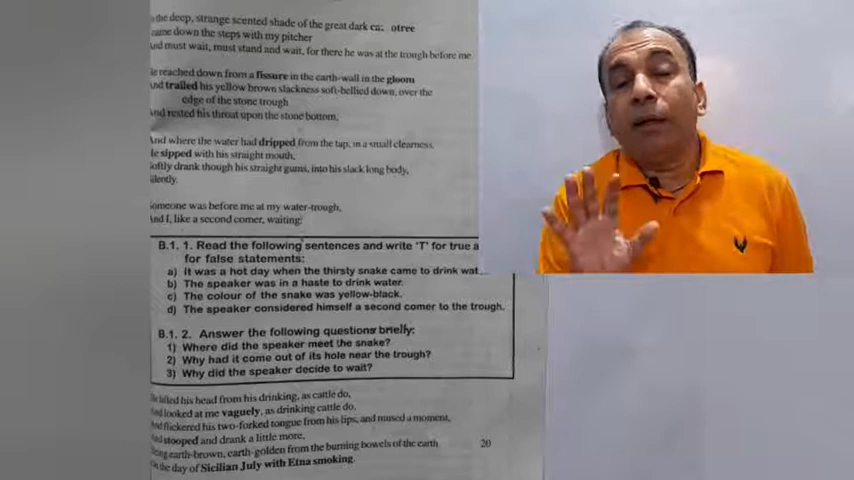 the deep, strange scented shade of the great dark ca   otree
came down the steps with my pitcher
And must wait, must stand and wait, for there he was at the trough before me.
He reached down from a fissure in the earth-wall in the gloom
And trailed his yellow brown slackness soft-bellied down, over the
edge of the stone trough
And rested his throat upon the stone bottom,
And where the water had dripped from the tap, in a small clearness,
He sipped with his straight mouth,
Softly drank though his straight gums, into his slack long body,
silently.
Someone was before me at my water-trough,
And I, like a second comer, waiting.
B.1. 1. Read the following sentences and write 'T' for true a
for false statements:
a) It was a hot day when the thirsty snake came to drink wat
b) The speaker was in a haste to drink water.
c) The colour of the snake was yellow-black.
d) The speaker considered himself a second comer to the trough.
B.1. 2. Answer the following questions briefly:
1) Where did the speaker meet the snake?
2) Why had it come out of its hole near the trough?
3) Why did the speaker decide to wait?
He lifted his head from his drinking, as cattle do,
And looked at me vaguely, as drinking cattle do,
And flickered his two-forked tongue from his lips, and mused a moment,
And stooped and drank a little more,
Being earth-brown, earth-golden from the burning bowels of the earth
On the day of Sicilian July with Etna smoking.
20